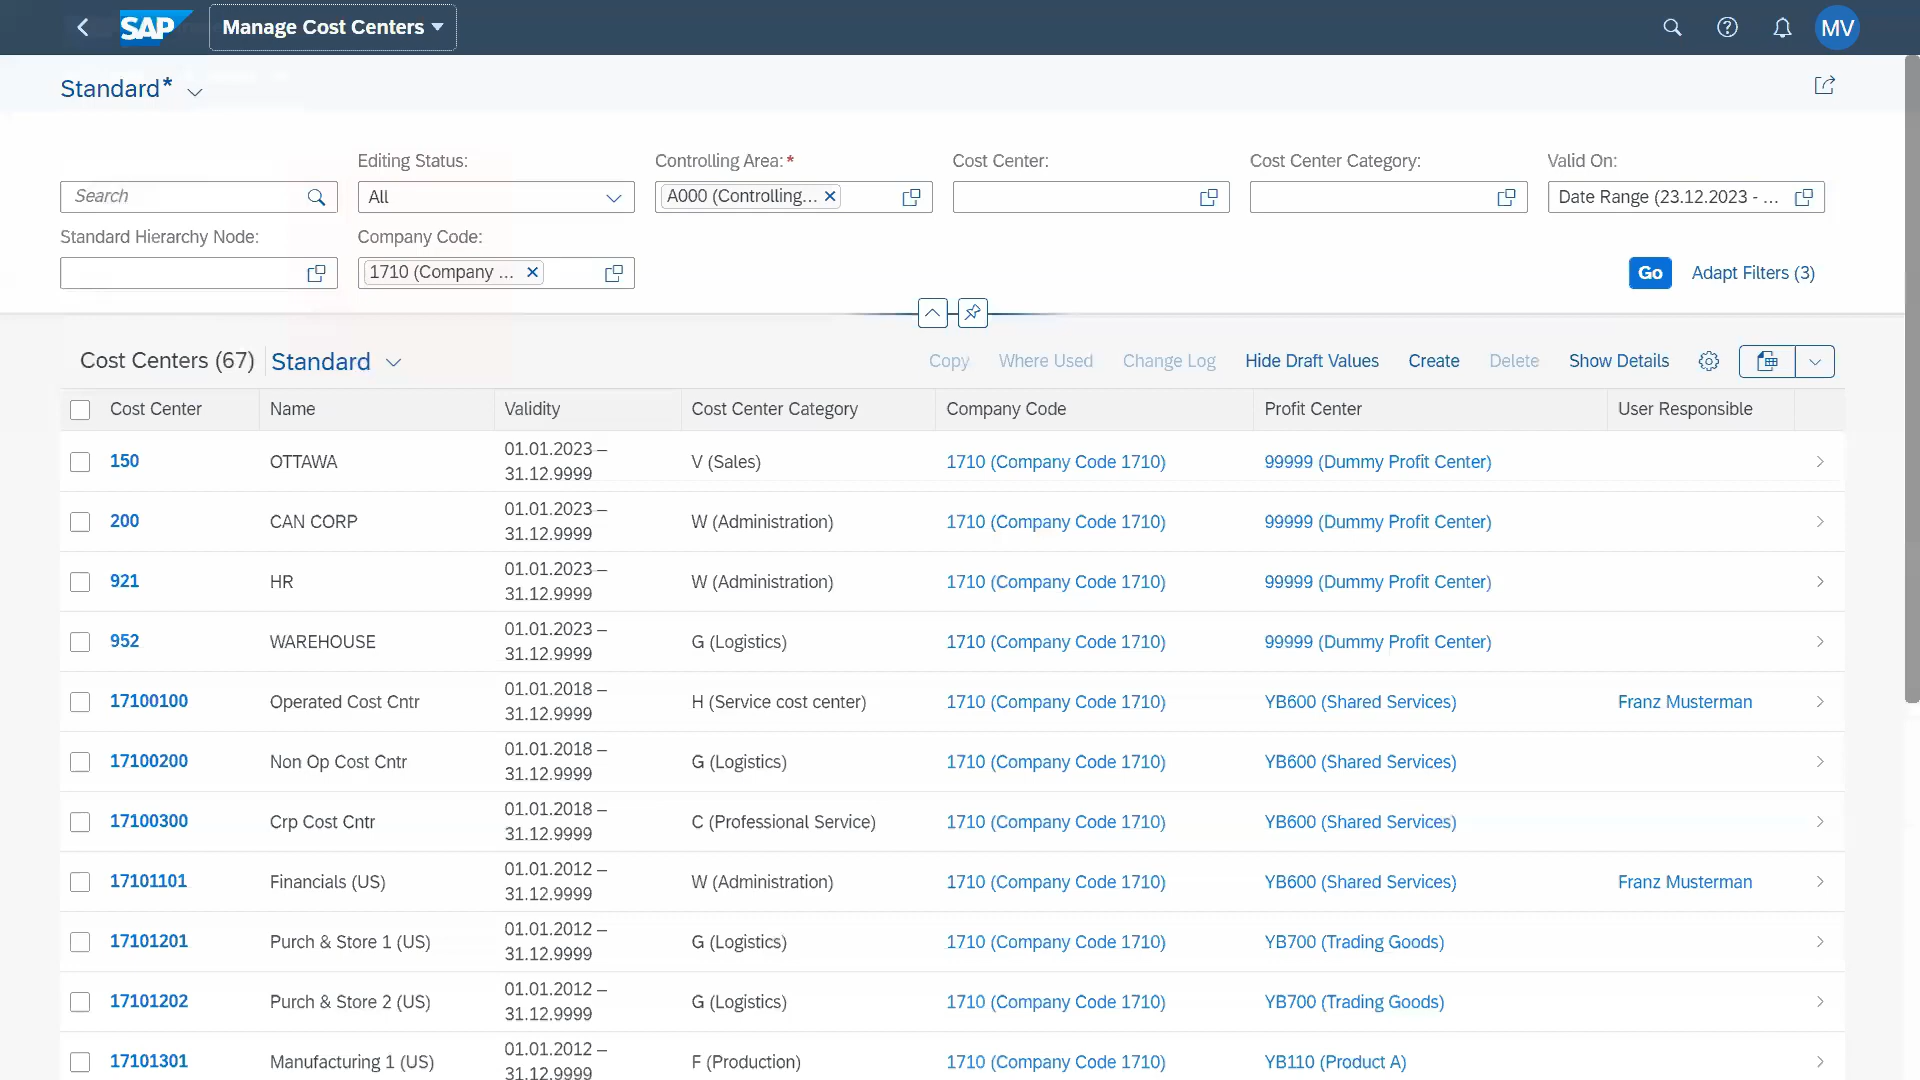 SAP Manage Cost Centers MV
Standard*
Editing Status: Controlling Area:* Cost Center: Cost Center Category: Valid On:
Search All A000 (Controlling... Date Range (23.12.2023 - ...
Standard Hierarchy Node: Company Code:
1710 (Company ... Go Adapt Filters (3)
Cost Centers (67) Standard Copy Where Used Change Log Hide Draft Values Create Delete Show Details
Cost Center Name Validity Cost Center Category Company Code Profit Center User Responsible
150 OTTAWA 01.01.2023 – 31.12.9999 V (Sales) 1710 (Company Code 1710) 99999 (Dummy Profit Center)
200 CAN CORP 01.01.2023 – 31.12.9999 W (Administration) 1710 (Company Code 1710) 99999 (Dummy Profit Center)
921 HR 01.01.2023 – 31.12.9999 W (Administration) 1710 (Company Code 1710) 99999 (Dummy Profit Center)
952 WAREHOUSE 01.01.2023 – 31.12.9999 G (Logistics) 1710 (Company Code 1710) 99999 (Dummy Profit Center)
17100100 Operated Cost Cntr 01.01.2018 – 31.12.9999 H (Service cost center) 1710 (Company Code 1710) YB600 (Shared Services) Franz Musterman
17100200 Non Op Cost Cntr 01.01.2018 – 31.12.9999 G (Logistics) 1710 (Company Code 1710) YB600 (Shared Services)
17100300 Crp Cost Cntr 01.01.2018 – 31.12.9999 C (Professional Service) 1710 (Company Code 1710) YB600 (Shared Services)
17101101 Financials (US) 01.01.2012 – 31.12.9999 W (Administration) 1710 (Company Code 1710) YB600 (Shared Services) Franz Musterman
17101201 Purch & Store 1 (US) 01.01.2012 – 31.12.9999 G (Logistics) 1710 (Company Code 1710) YB700 (Trading Goods)
17101202 Purch & Store 2 (US) 01.01.2012 – 31.12.9999 G (Logistics) 1710 (Company Code 1710) YB700 (Trading Goods)
17101301 Manufacturing 1 (US) 01.01.2012 – 31.12.9999 F (Production) 1710 (Company Code 1710) YB110 (Product A)